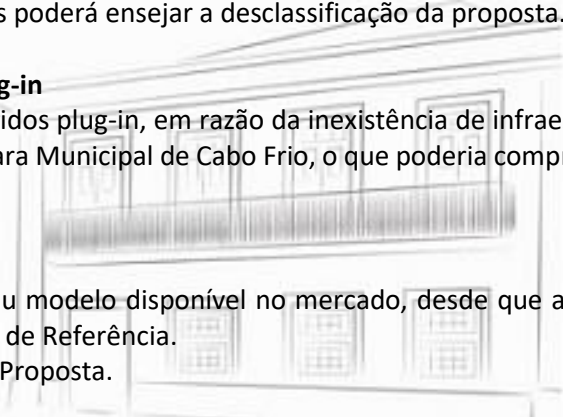 s poderá ensejar a desclassificação da proposta.
g-in
idos plug-in, em razão da inexistência de infrae
ara Municipal de Cabo Frio, o que poderia compr
u modelo disponível no mercado, desde que a
de Referência.
Proposta.